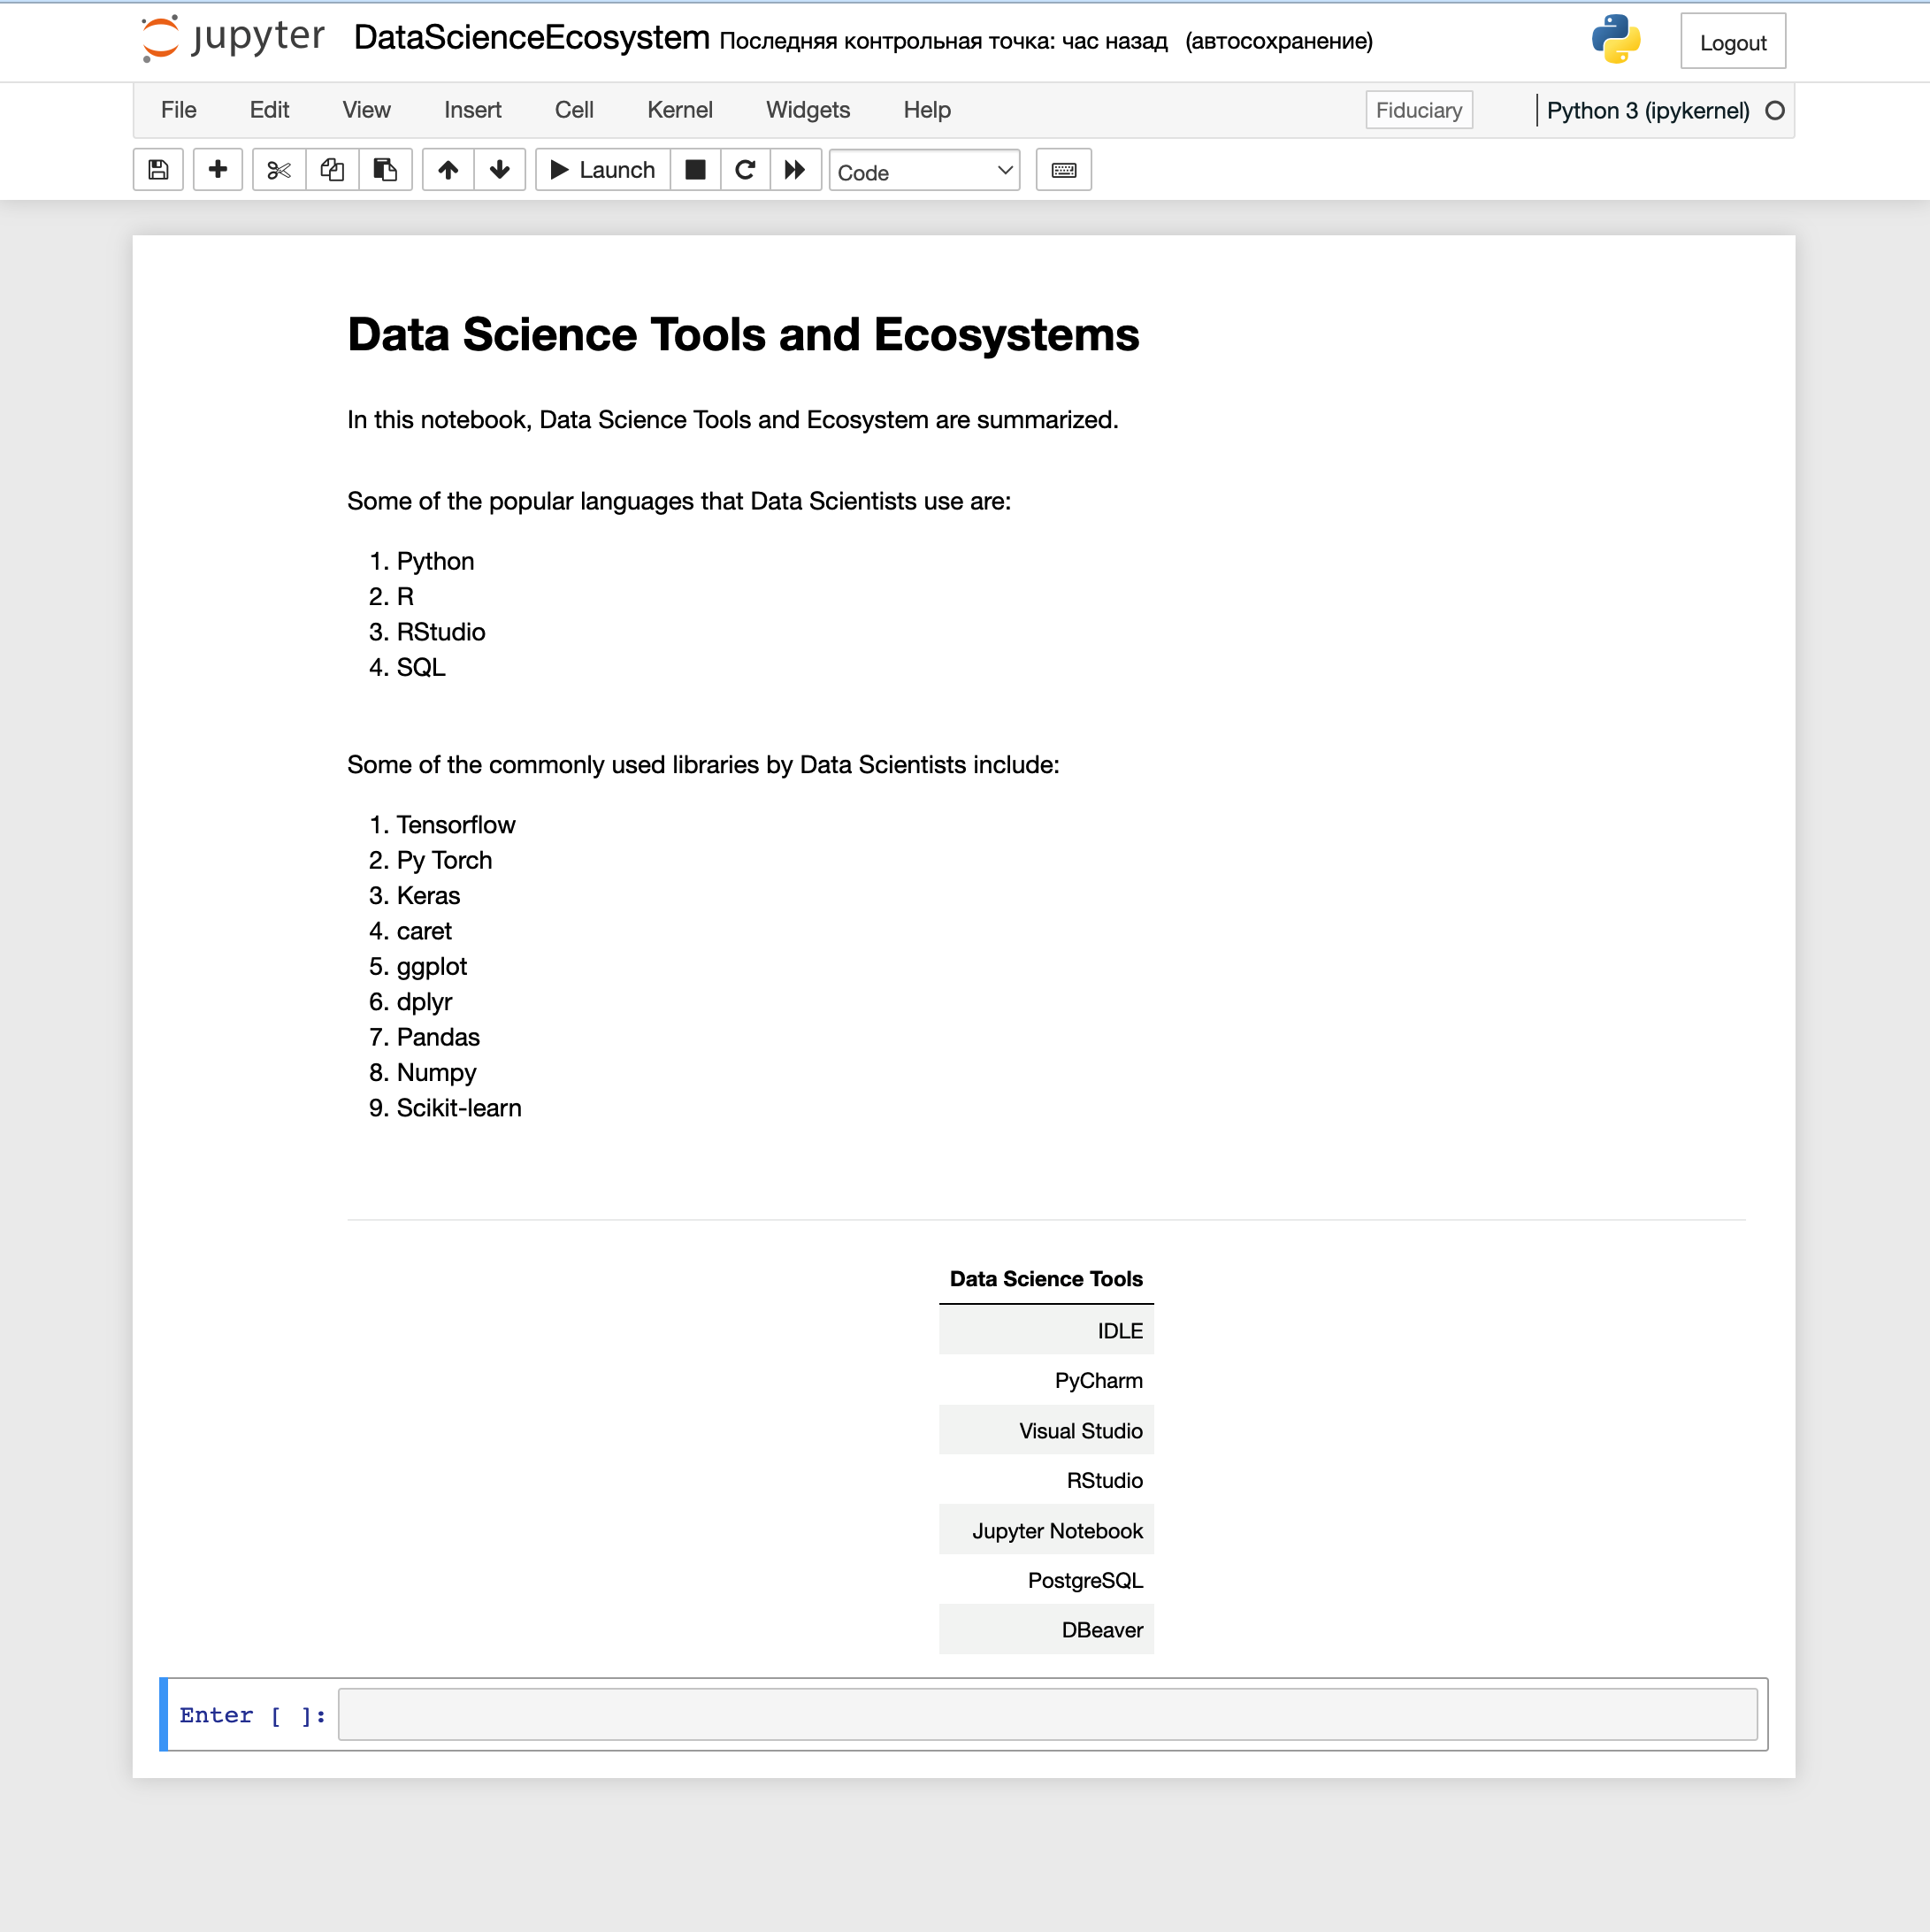 jupyter DataScienceEcosystem Последняя контрольная точка: час назад (автосохранение) Logout
File Edit View Insert Cell Kernel Widgets Help Fiduciary Python 3 (ipykernel)
Launch Code
Data Science Tools and Ecosystems
In this notebook, Data Science Tools and Ecosystem are summarized.
Some of the popular languages that Data Scientists use are:
1. Python
2. R
3. RStudio
4. SQL
Some of the commonly used libraries by Data Scientists include:
1. Tensorflow
2. Py Torch
3. Keras
4. caret
5. ggplot
6. dplyr
7. Pandas
8. Numpy
9. Scikit-learn
Data Science Tools
IDLE
PyCharm
Visual Studio
RStudio
Jupyter Notebook
PostgreSQL
DBeaver
Enter [ ]: